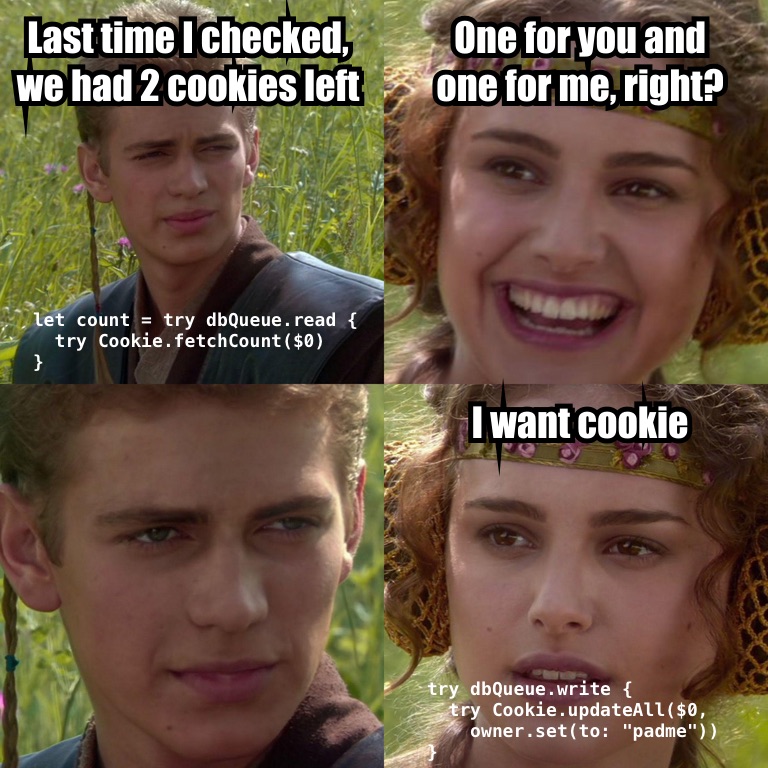 Last time I checked,
we had 2 cookies left
One for you and
one for me, right?
let count = try dbQueue.read {
  try Cookie.fetchCount($0)
}
I want cookie
try dbQueue.write {
  try Cookie.updateAll($0,
    owner.set(to: "padme"))
}